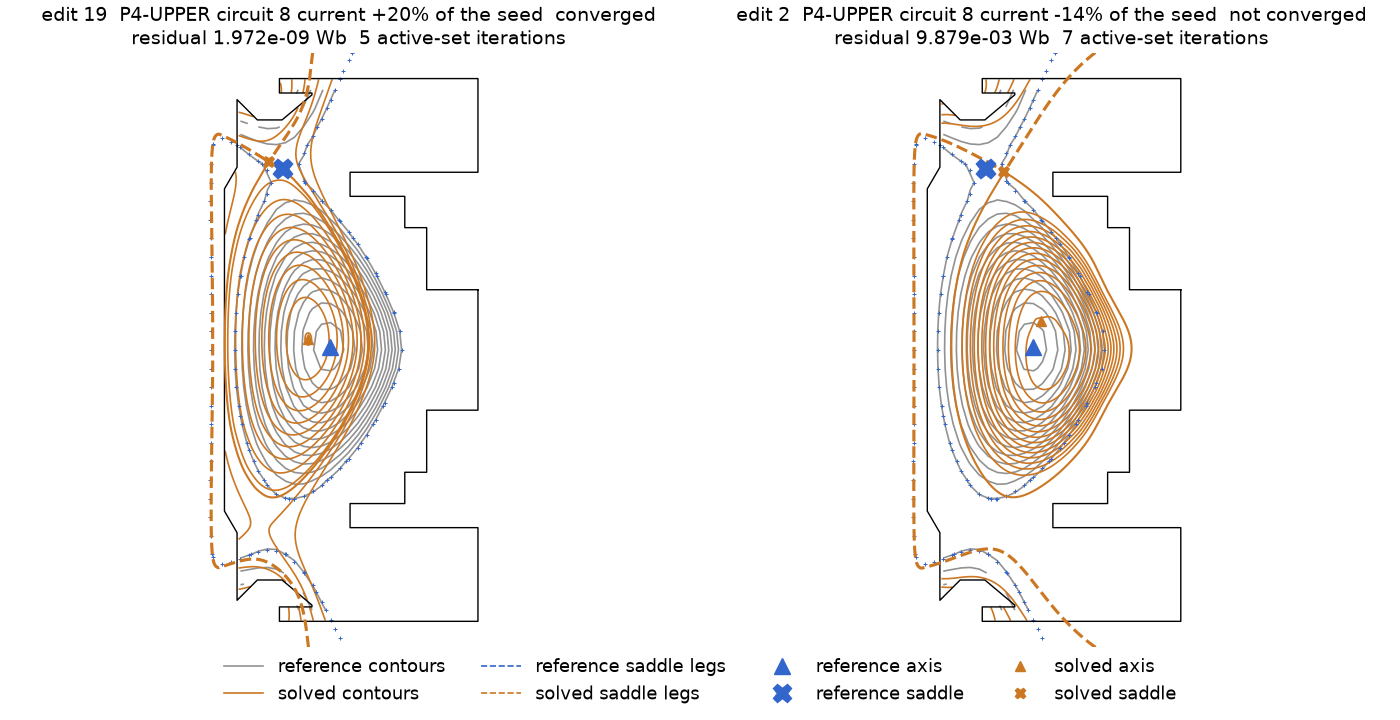 edit 19  P4-UPPER circuit 8 current +20% of the seed  converged
residual 1.972e-09 Wb  5 active-set iterations
edit 2  P4-UPPER circuit 8 current -14% of the seed  not converged
residual 9.879e-03 Wb  7 active-set iterations
reference contours
reference saddle legs
reference axis
solved axis
solved contours
solved saddle legs
reference saddle
solved saddle